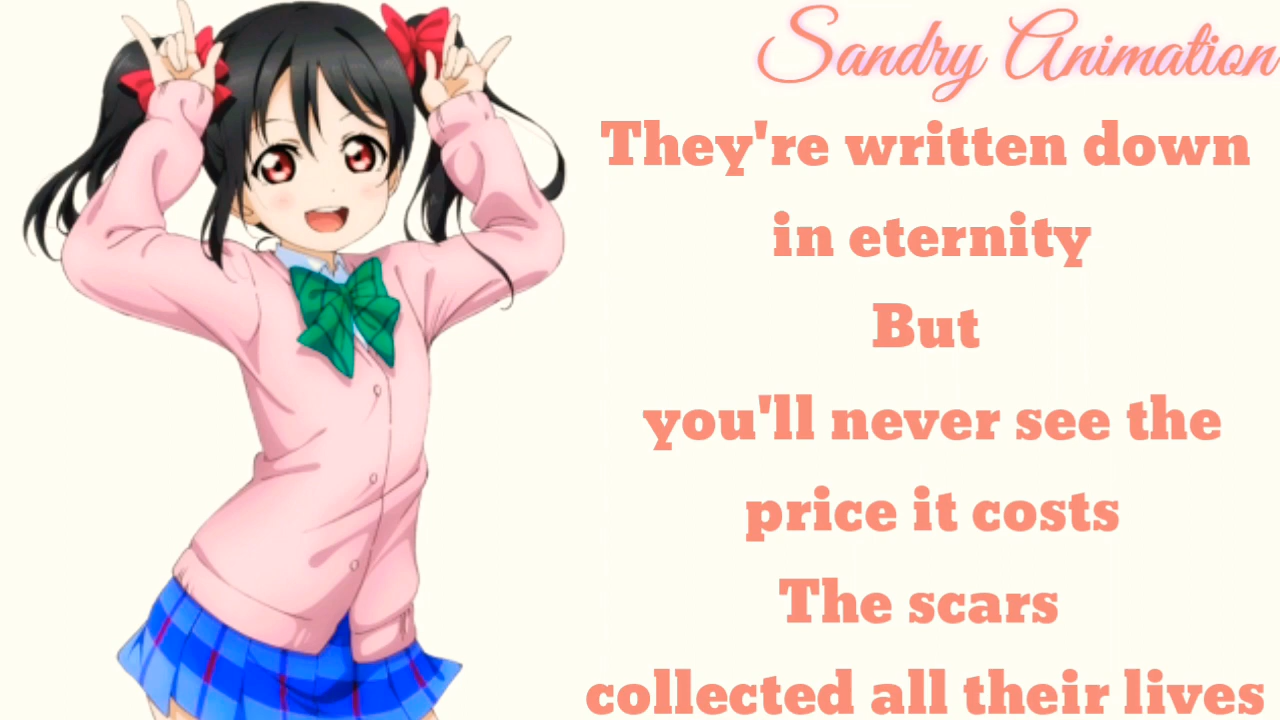 Sandry Animation
They're written down
in eternity
But
you'll never see the
price it costs
The scars
collected all their lives